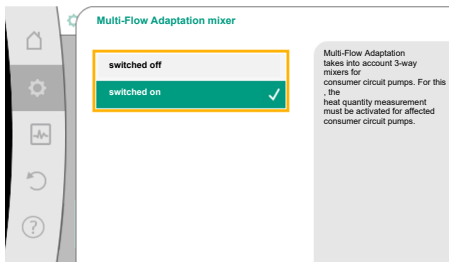 Multi-Flow Adaptation mixer
switched off
switched on
Multi-Flow Adaptation
takes into account 3-way
mixers for
consumer circuit pumps. For this
, the
heat quantity measurement
must be activated for affected
consumer circuit pumps.
?